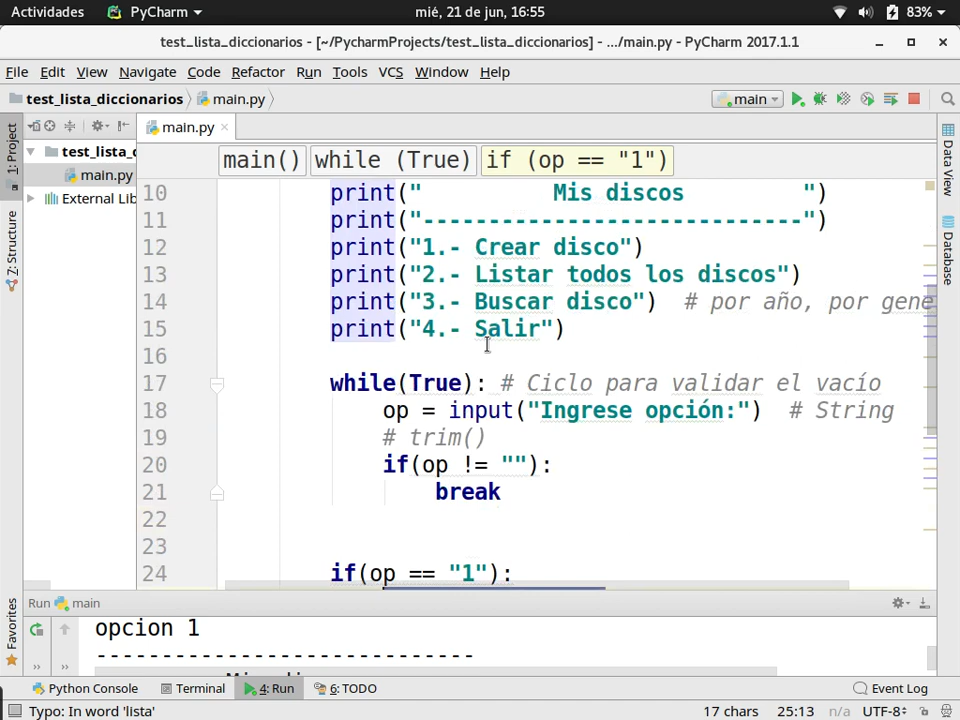 Actividades PyCharm mié, 21 de jun, 16:55 83%
test_lista_diccionarios - [~/PycharmProjects/test_lista_diccionarios] - .../main.py - PyCharm 2017.1.1
File Edit View Navigate Code Refactor Run Tools VCS Window Help
test_lista_diccionarios main.py main
main.py
main() while (True) if (op == "1")
1: Project
7: Structure
Favorites
Data View
Database
test_lista_d
main.py
External Lib
10 print(" Mis discos ")
11 print("-----------------------------")
12 print("1.- Crear disco")
13 print("2.- Listar todos los discos")
14 print("3.- Buscar disco") # por año, por gene
15 print("4.- Salir")
16
17 while(True): # Ciclo para validar el vacío
18 op = input("Ingrese opción:") # String
19 # trim()
20 if(op != ""):
21 break
22
23
24 if(op == "1"):
Run main
opcion 1
-----------------------------
Python Console Terminal 4: Run 6: TODO Event Log
Typo: In word 'lista' 17 chars 25:13 n/a UTF-8